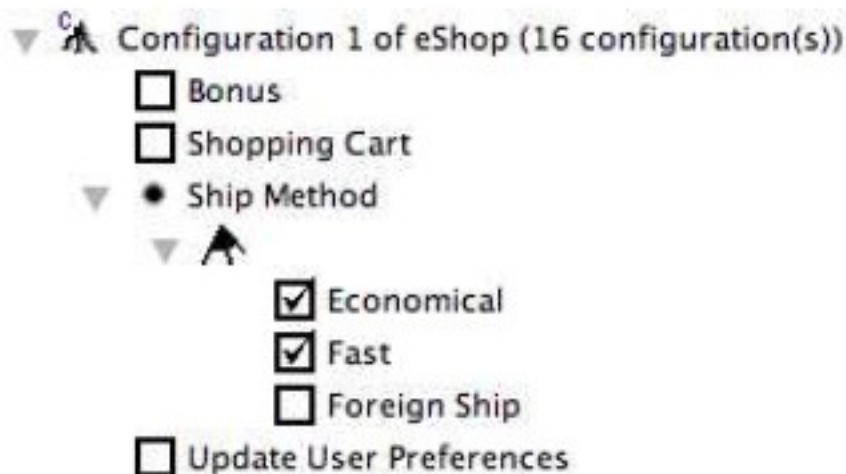 C
Configuration 1 of eShop (16 configuration(s))
Bonus
Shopping Cart
Ship Method
Economical
Fast
Foreign Ship
Update User Preferences